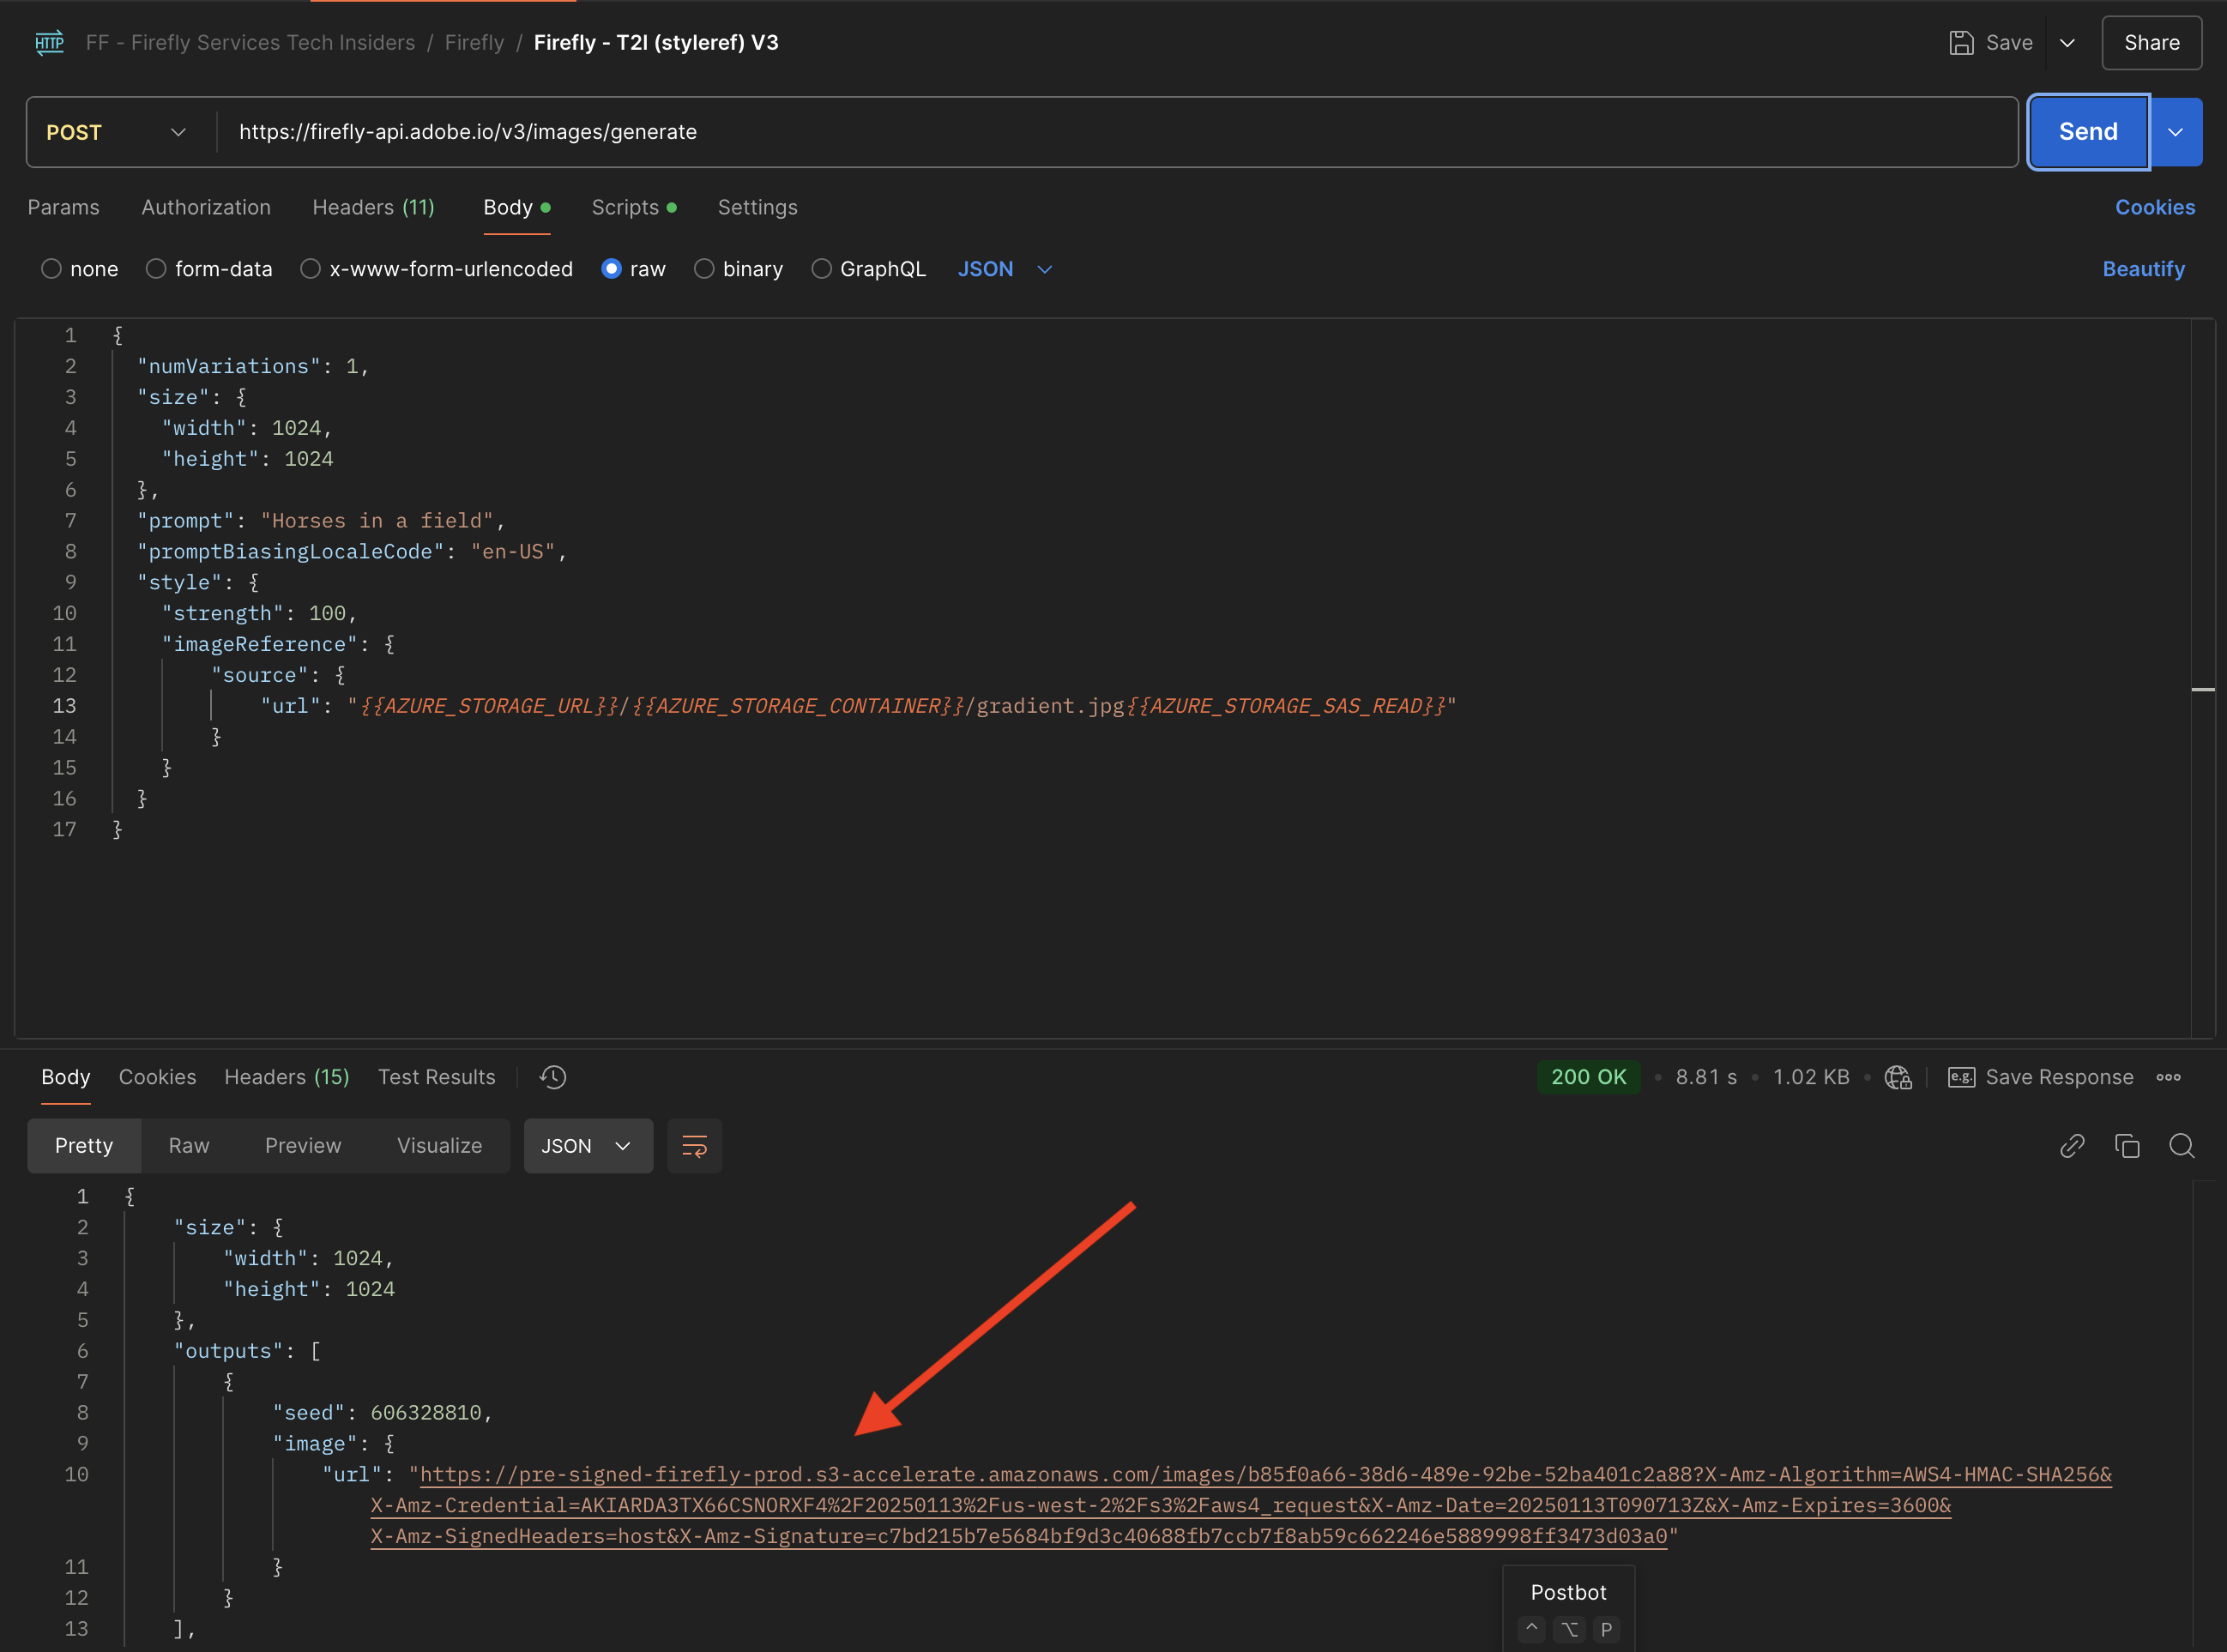 HTTP FF - Firefly Services Tech Insiders / Firefly / Firefly - T2I (styleref) V3 Save Share
POST https://firefly-api.adobe.io/v3/images/generate Send
Params Authorization Headers (11) Body Scripts Settings Cookies
none form-data x-www-form-urlencoded raw binary GraphQL JSON Beautify
1 {
2 "numVariations": 1,
3 "size": {
4 "width": 1024,
5 "height": 1024
6 },
7 "prompt": "Horses in a field",
8 "promptBiasingLocaleCode": "en-US",
9 "style": {
10 "strength": 100,
11 "imageReference": {
12 "source": {
13 "url": "{{AZURE_STORAGE_URL}}/{{AZURE_STORAGE_CONTAINER}}/gradient.jpg{{AZURE_STORAGE_SAS_READ}}"
14 }
15 }
16 }
17 }
Body Cookies Headers (15) Test Results 200 OK • 8.81 s • 1.02 KB • e.g. Save Response
Pretty Raw Preview Visualize JSON
1 {
2 "size": {
3 "width": 1024,
4 "height": 1024
5 },
6 "outputs": [
7 {
8 "seed": 606328810,
9 "image": {
10 "url": "https://pre-signed-firefly-prod.s3-accelerate.amazonaws.com/images/b85f0a66-38d6-489e-92be-52ba401c2a88?X-Amz-Algorithm=AWS4-HMAC-SHA256&
X-Amz-Credential=AKIARDA3TX66CSNORXF4%2F20250113%2Fus-west-2%2Fs3%2Faws4_request&X-Amz-Date=20250113T090713Z&X-Amz-Expires=3600&
X-Amz-SignedHeaders=host&X-Amz-Signature=c7bd215b7e5684bf9d3c40688fb7ccb7f8ab59c662246e5889998ff3473d03a0"
11 }
12 }
13 ],
Postbot
^ ⌥ P